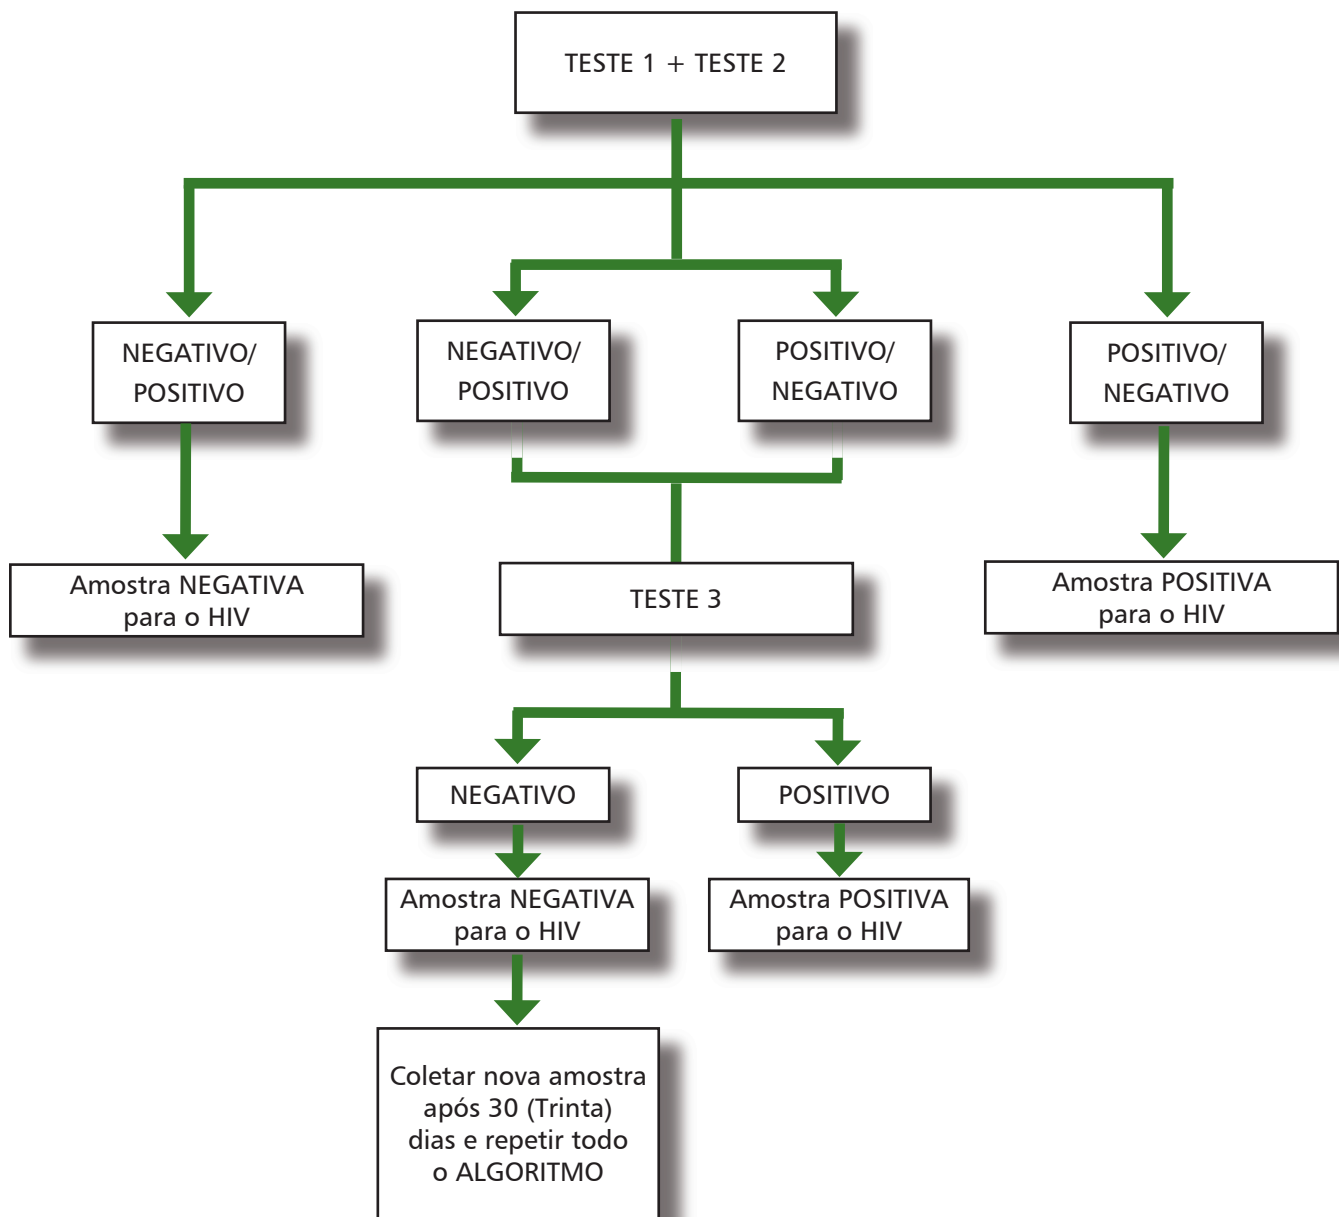 TESTE 1 + TESTE 2
NEGATIVO/
POSITIVO
NEGATIVO/
POSITIVO
POSITIVO/
NEGATIVO
POSITIVO/
NEGATIVO
Amostra NEGATIVA
para o HIV
TESTE 3
Amostra POSITIVA
para o HIV
NEGATIVO
POSITIVO
Amostra NEGATIVA
para o HIV
Amostra POSITIVA
para o HIV
Coletar nova amostra
após 30 (Trinta)
dias e repetir todo
o ALGORITMO